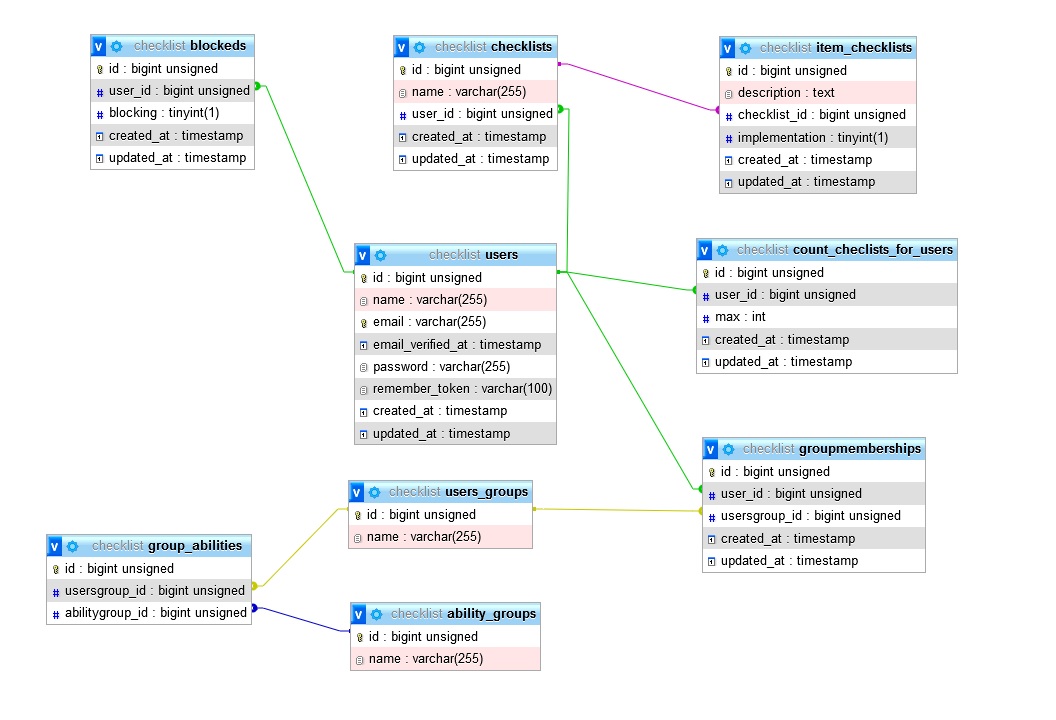 v checklist blockeds
id : bigint unsigned
# user_id : bigint unsigned
# blocking : tinyint(1)
created_at : timestamp
updated_at : timestamp
v checklist checklists
id : bigint unsigned
name : varchar(255)
# user_id : bigint unsigned
created_at : timestamp
updated_at : timestamp
v checklist item_checklists
id : bigint unsigned
description : text
# checklist_id : bigint unsigned
# implementation : tinyint(1)
created_at : timestamp
updated_at : timestamp
v checklist users
id : bigint unsigned
name : varchar(255)
email : varchar(255)
email_verified_at : timestamp
password : varchar(255)
remember_token : varchar(100)
created_at : timestamp
updated_at : timestamp
v checklist count_checlists_for_users
id : bigint unsigned
# user_id : bigint unsigned
# max : int
created_at : timestamp
updated_at : timestamp
v checklist groupmemberships
id : bigint unsigned
# user_id : bigint unsigned
# usersgroup_id : bigint unsigned
created_at : timestamp
updated_at : timestamp
v checklist users_groups
id : bigint unsigned
name : varchar(255)
v checklist group_abilities
id : bigint unsigned
# usersgroup_id : bigint unsigned
# abilitygroup_id : bigint unsigned
v checklist ability_groups
id : bigint unsigned
name : varchar(255)